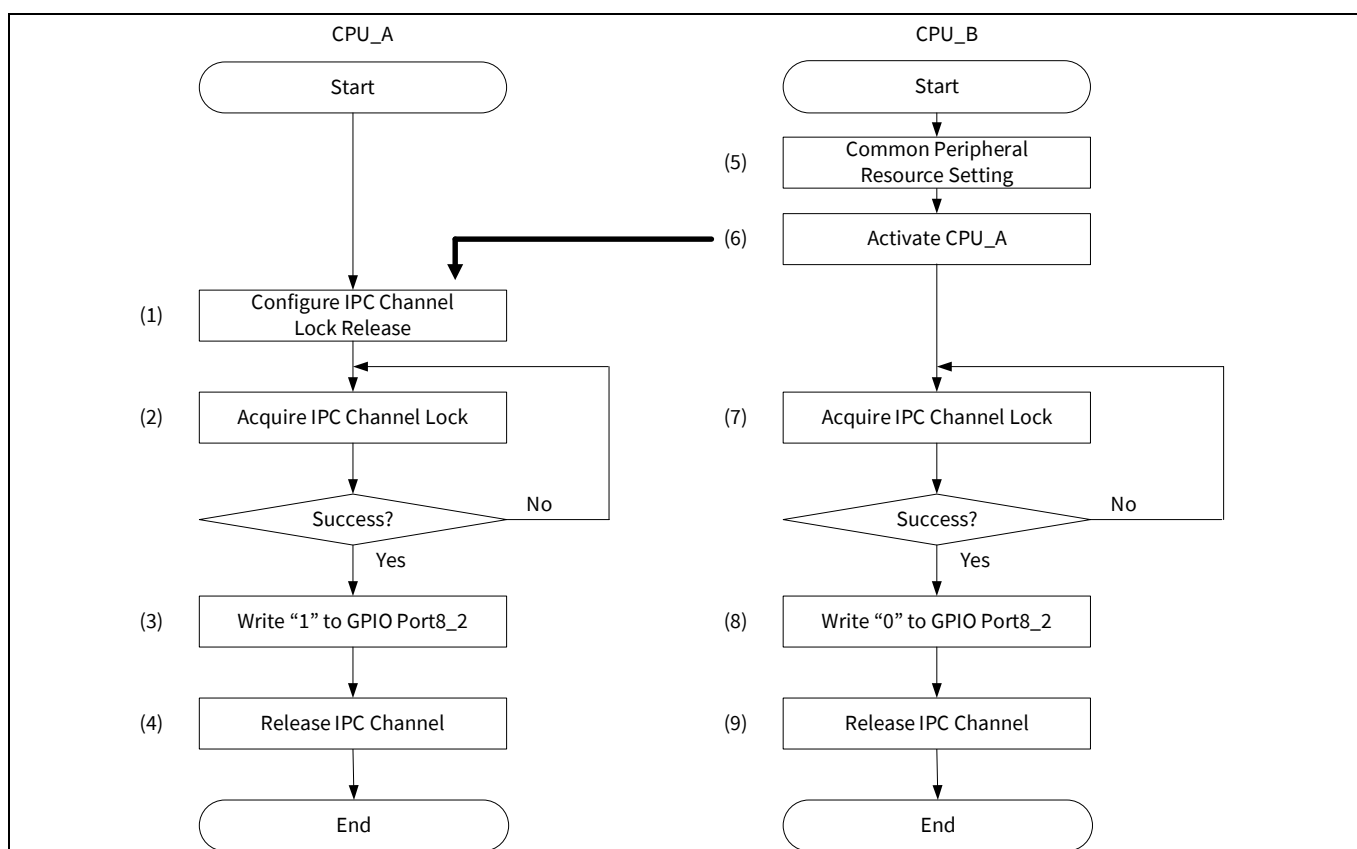 CPU_A
Start
(1)
Configure IPC Channel
Lock Release
(2)
Acquire IPC Channel Lock
Success?
No
Yes
(3)
Write “1” to GPIO Port8_2
(4)
Release IPC Channel
End
CPU_B
Start
(5)
Common Peripheral
Resource Setting
(6)
Activate CPU_A
(7)
Acquire IPC Channel Lock
Success?
No
Yes
(8)
Write “0” to GPIO Port8_2
(9)
Release IPC Channel
End